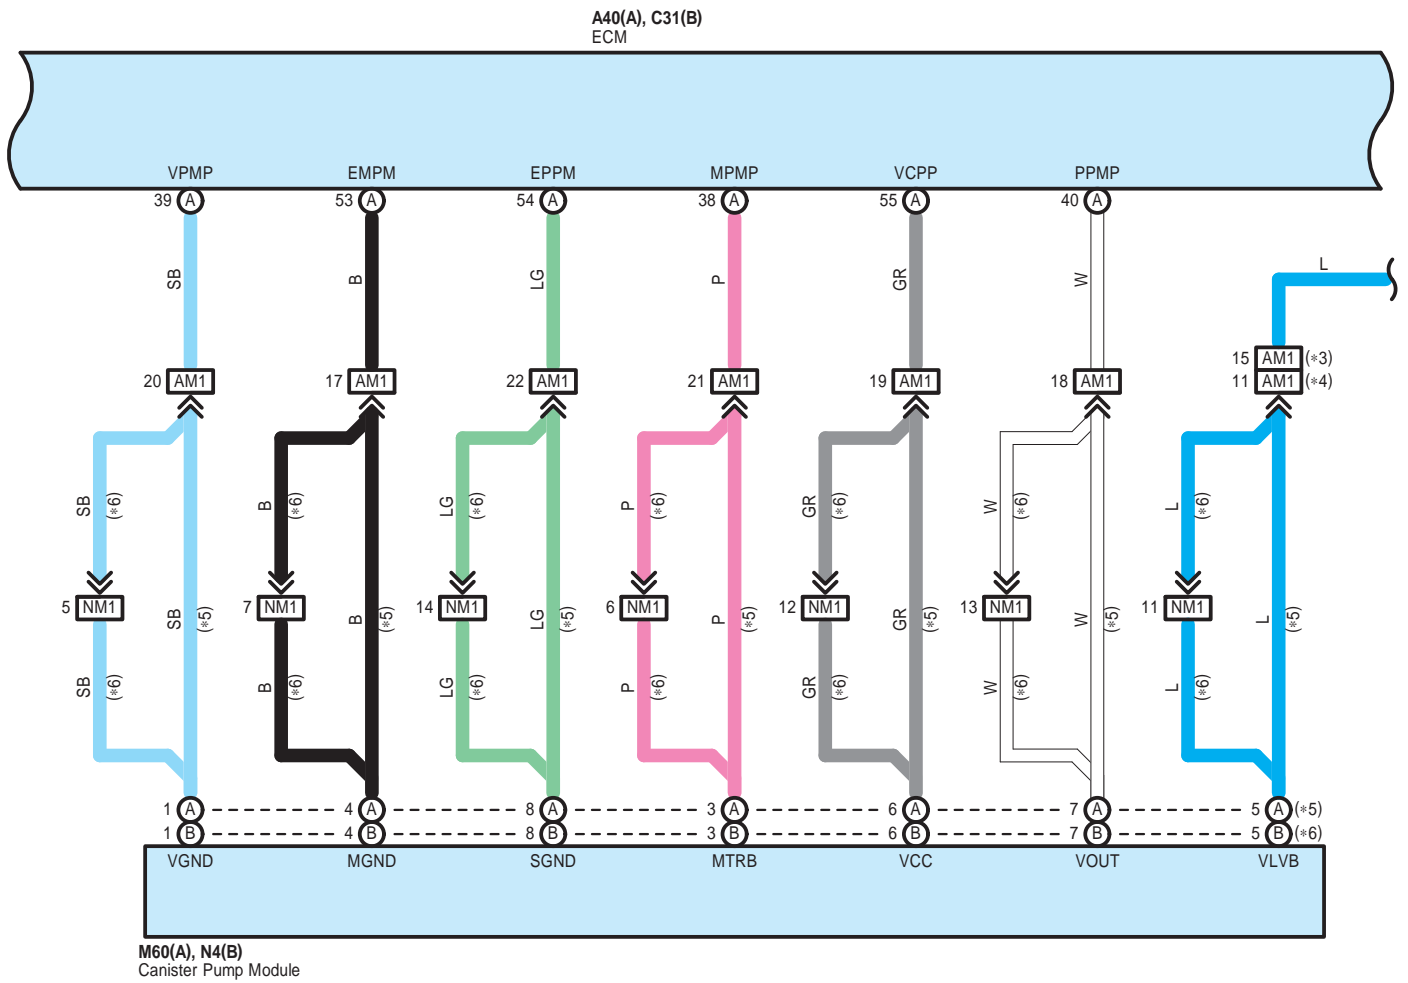 A40(A), C31(B)
ECM
VPMP EMPM EPPM MPMP VCPP PPMP
39 A 53 A 54 A 38 A 55 A 40 A
SB B LG P GR W L
15 AM1 (*3)
20 AM1 17 AM1 22 AM1 21 AM1 19 AM1 18 AM1 11 AM1 (*4)
SB (*6) B (*6) LG (*6) P (*6) GR (*6) W (*6) L (*6)
5 NM1 SB (*5) 7 NM1 B (*5) 14 NM1 LG (*5) 6 NM1 P (*5) 12 NM1 GR (*5) 13 NM1 W (*5) 11 NM1 L (*5)
SB (*6) B (*6) LG (*6) P (*6) GR (*6) W (*6) L (*6)
1 A 4 A 8 A 3 A 6 A 7 A 5 A (*5)
1 B 4 B 8 B 3 B 6 B 7 B 5 B (*6)
VGND MGND SGND MTRB VCC VOUT VLVB
M60(A), N4(B)
Canister Pump Module